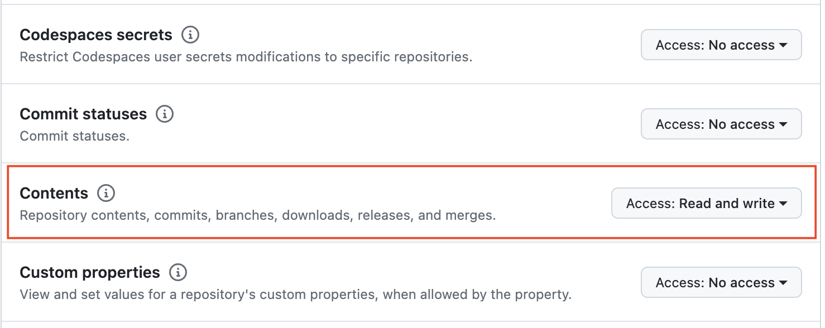 Codespaces secrets
Restrict Codespaces user secrets modifications to specific repositories.
Access: No access
Commit statuses
Commit statuses.
Access: No access
Contents
Repository contents, commits, branches, downloads, releases, and merges.
Access: Read and write
Custom properties
View and set values for a repository's custom properties, when allowed by the property.
Access: No access